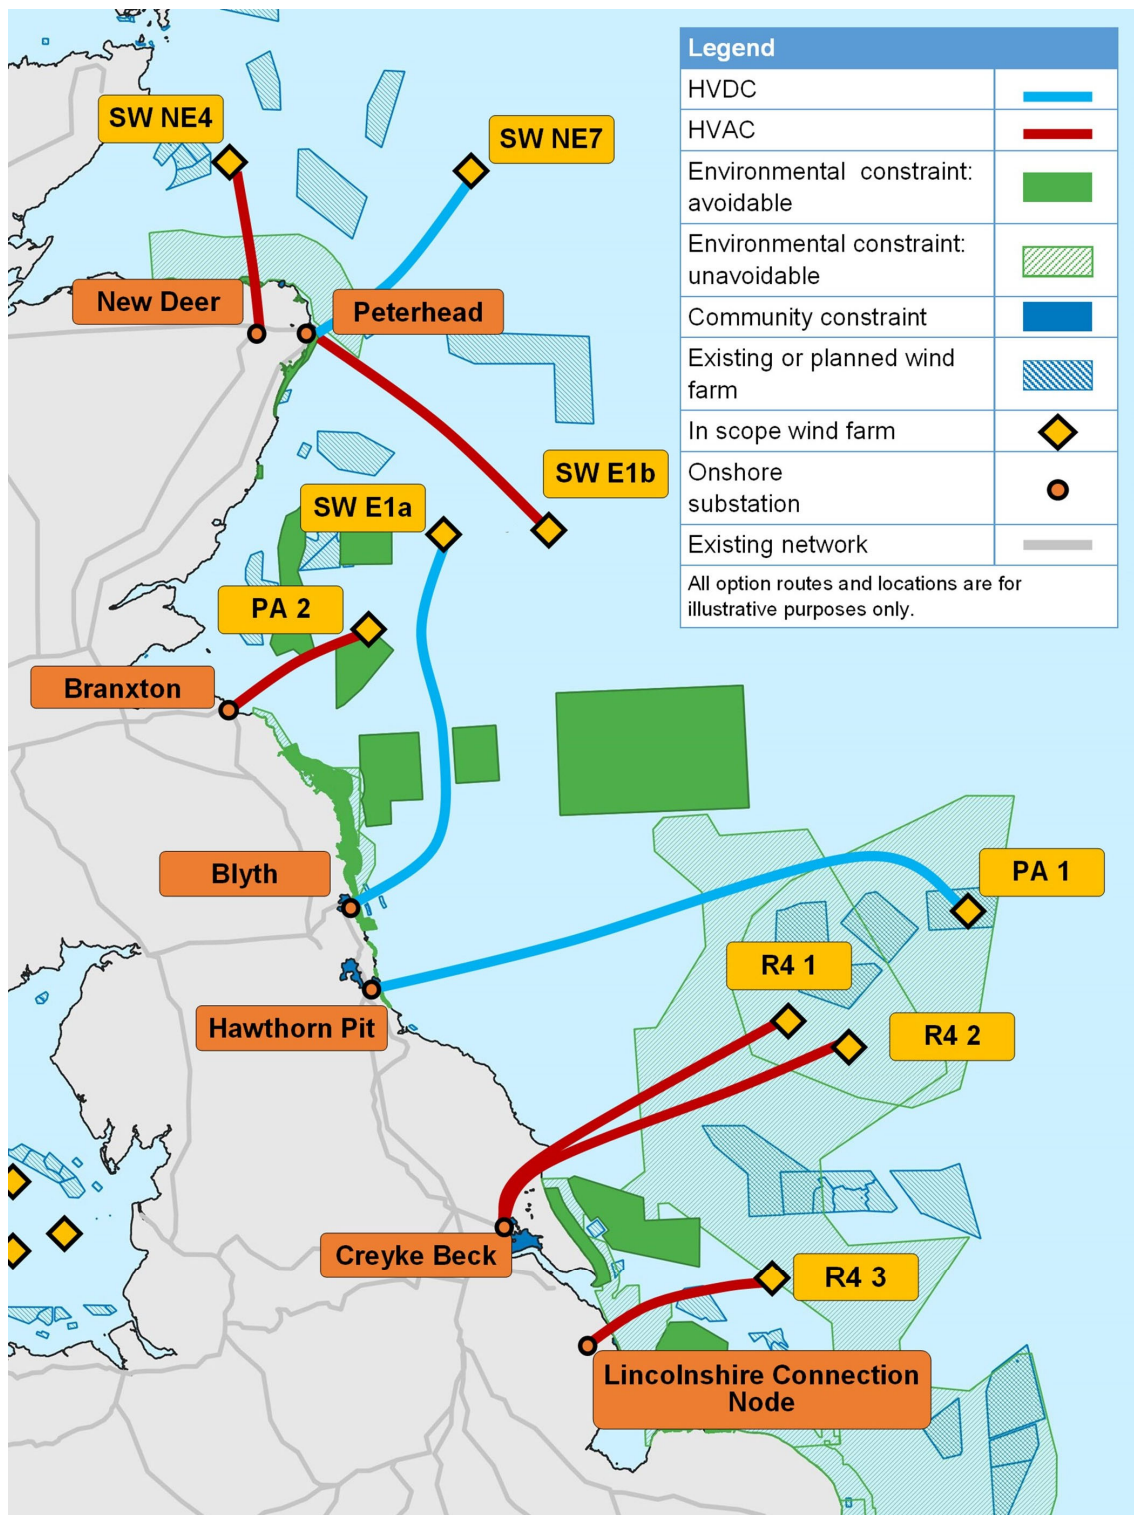 Legend
HVDC
HVAC
Environmental constraint:
avoidable
Environmental constraint:
unavoidable
Community constraint
Existing or planned wind
farm
In scope wind farm
Onshore
substation
Existing network
All option routes and locations are for
illustrative purposes only.
SW NE4
SW NE7
New Deer
Peterhead
SW E1b
SW E1a
PA 2
Branxton
Blyth
PA 1
R4 1
Hawthorn Pit
R4 2
Creyke Beck
R4 3
Lincolnshire Connection
Node